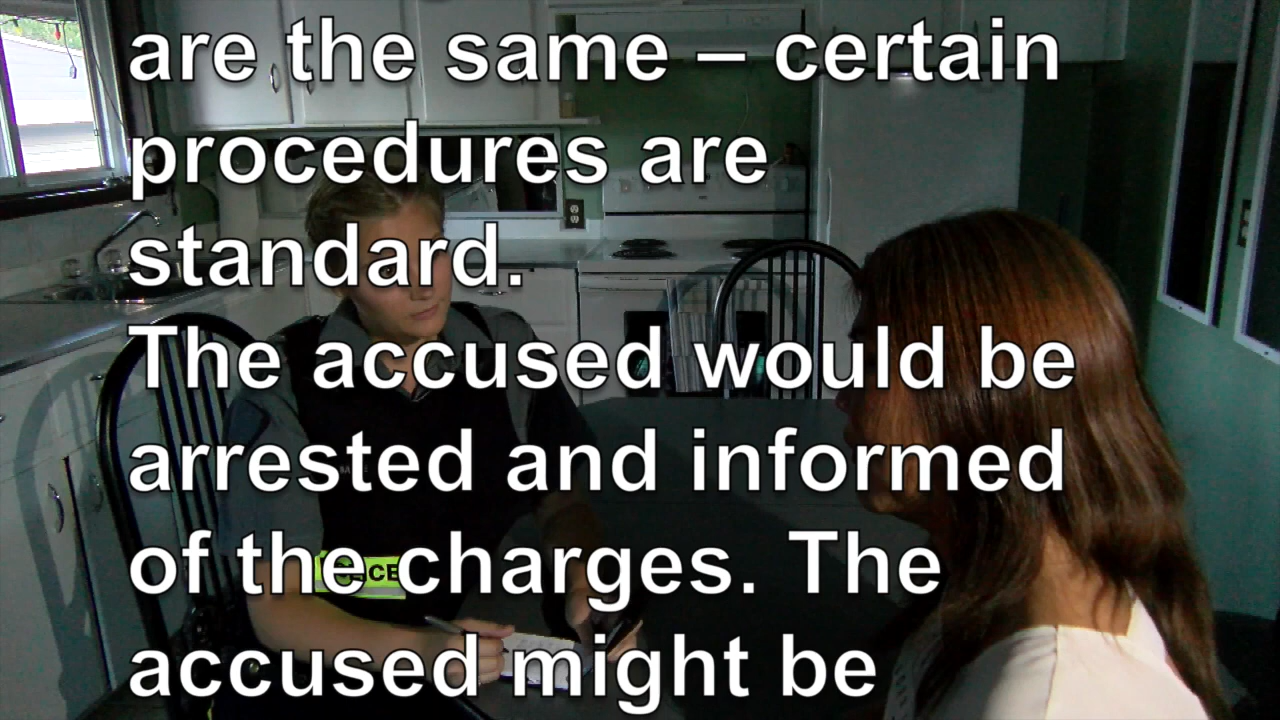 are the same – certain
procedures are
standard.
The accused would be
arrested and informed
of the charges. The
accused might be